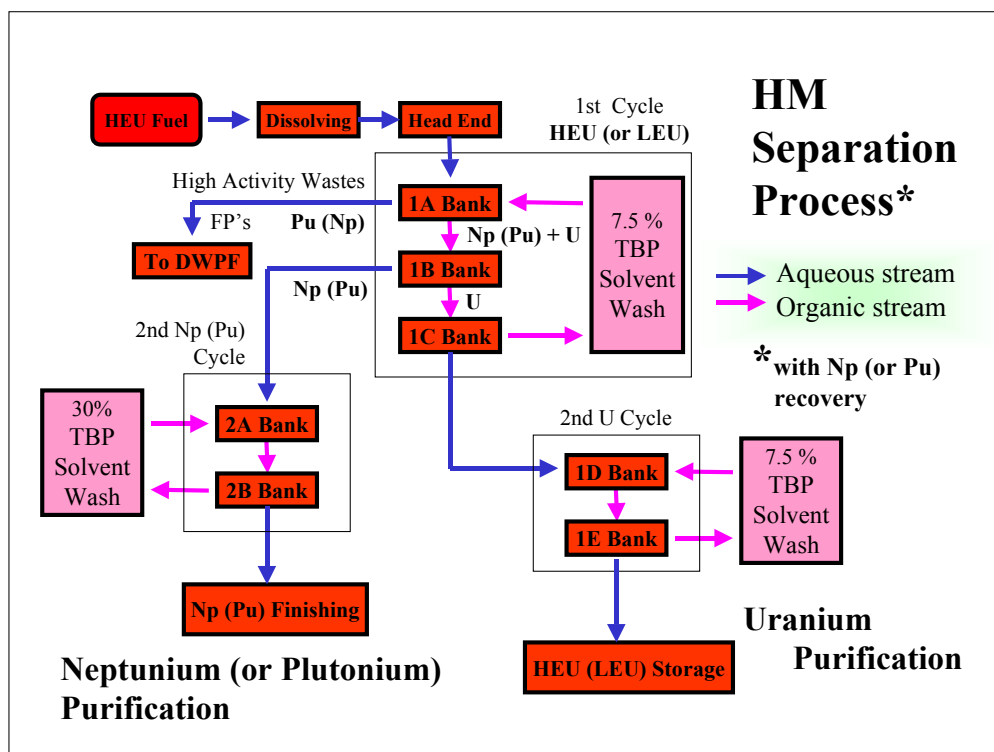 HM
Separation
Process*
1st Cycle
HEU (or LEU)
HEU Fuel
Dissolving
Head End
High Activity Wastes
Pu (Np)
FP's
To DWPF
1A Bank
Np (Pu) + U
1B Bank
U
1C Bank
7.5 %
TBP
Solvent
Wash
Np (Pu)
Aqueous stream
Organic stream
*with Np (or Pu)
recovery
2nd Np (Pu)
Cycle
30%
TBP
Solvent
Wash
2A Bank
2B Bank
Np (Pu) Finishing
2nd U Cycle
1D Bank
1E Bank
7.5 %
TBP
Solvent
Wash
HEU (LEU) Storage
Neptunium (or Plutonium)
Purification
Uranium
Purification